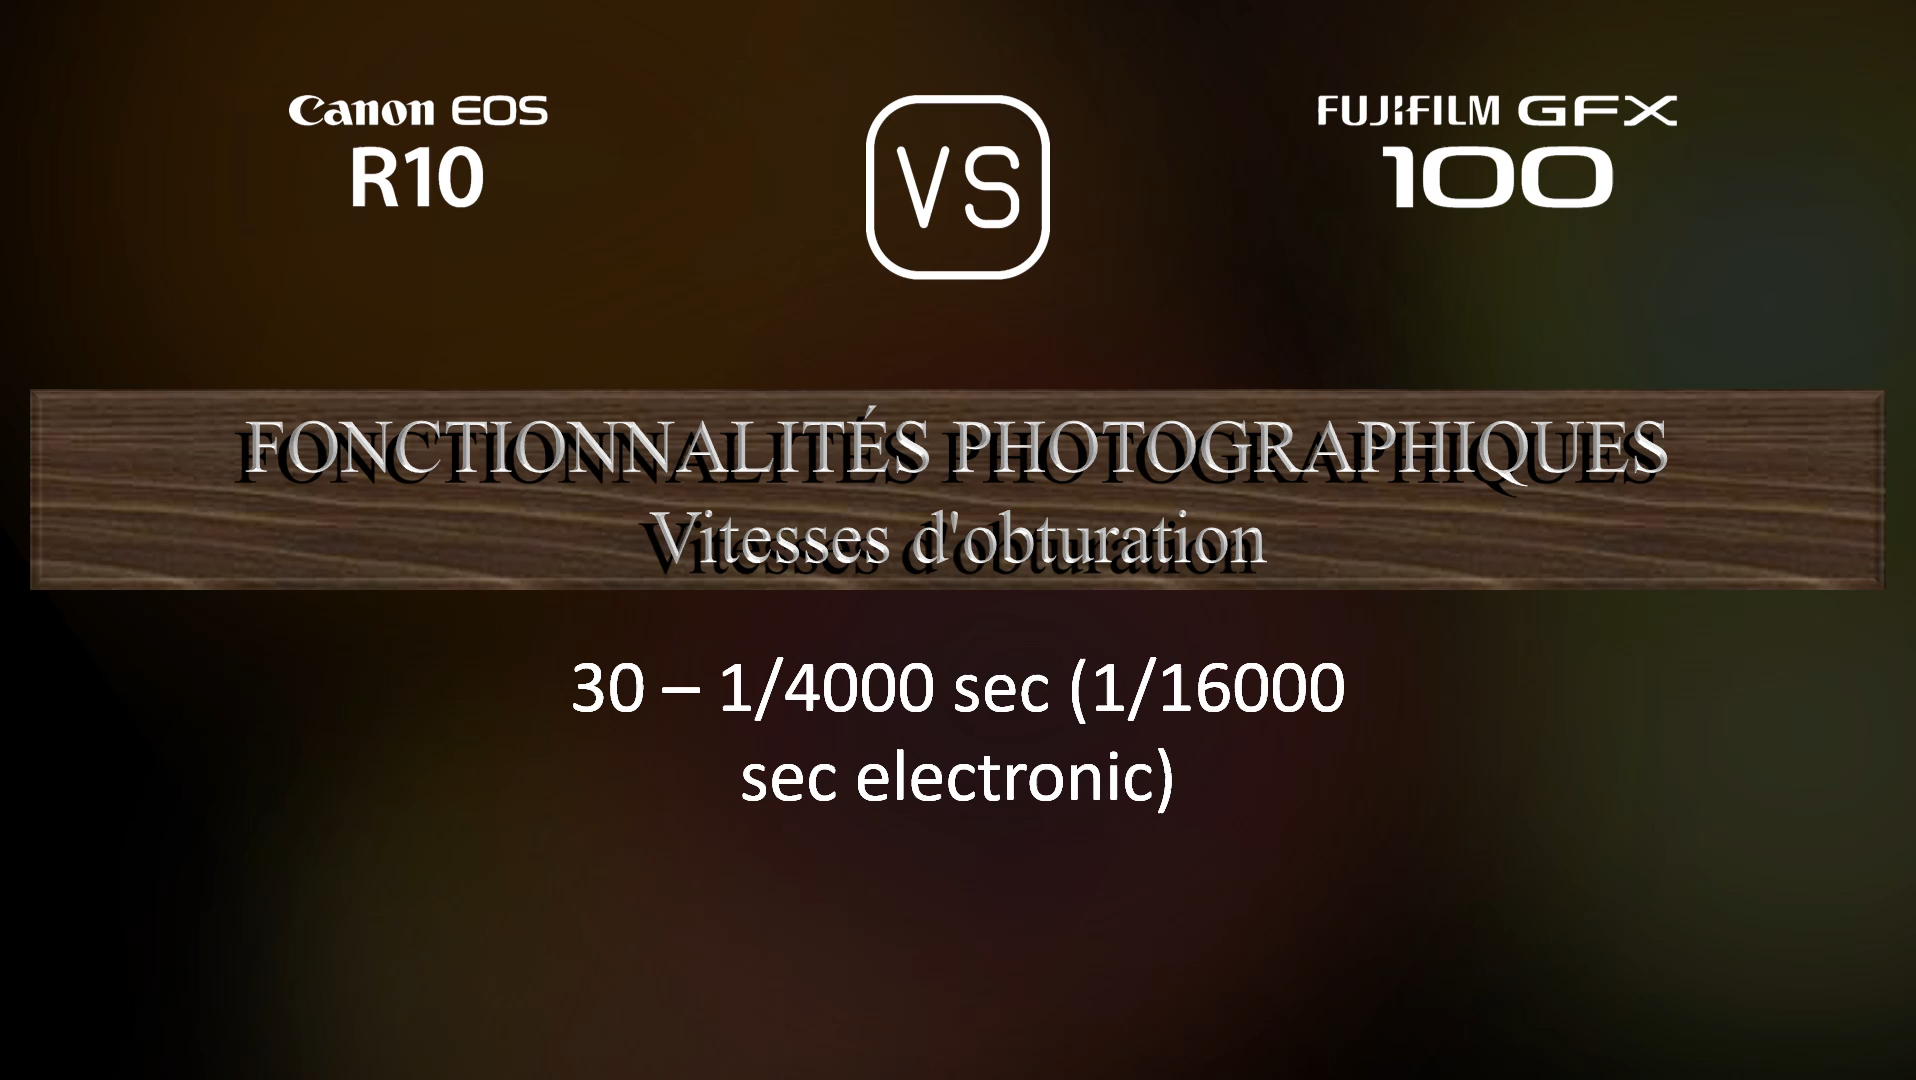 Canon EOS
R10
VS
FUJIFILM GFX
100
FONCTIONNALITÉS PHOTOGRAPHIQUES
Vitesses d'obturation
30 – 1/4000 sec (1/16000
sec electronic)